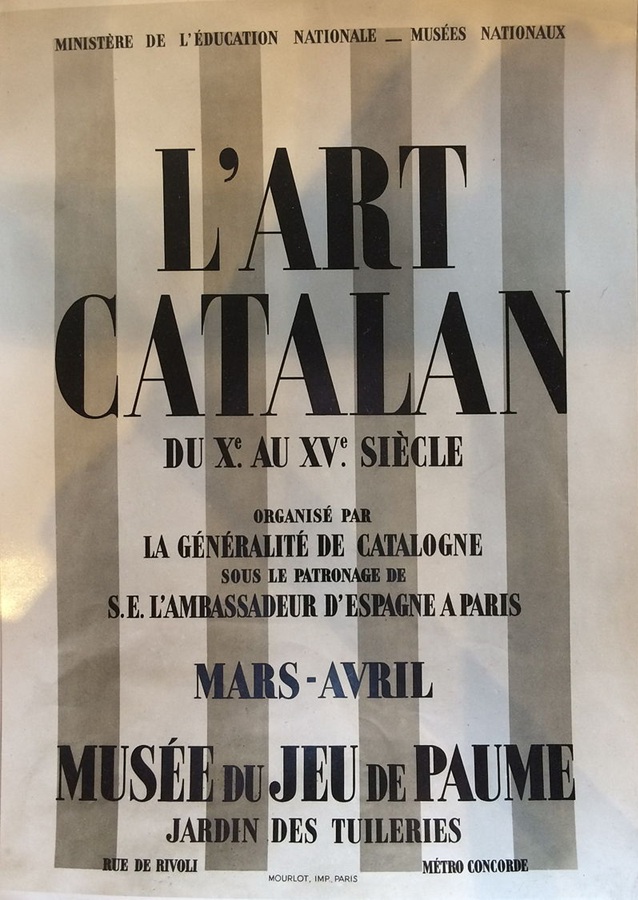 MINISTÈRE DE L'ÉDUCATION NATIONALE — MUSÉES NATIONAUX
L'ART
CATALAN
DU Xe. AU XVe. SIÈCLE
ORGANISÉ PAR
LA GÉNÉRALITÉ DE CATALOGNE
SOUS LE PATRONAGE DE
S.E. L'AMBASSADEUR D'ESPAGNE A PARIS
MARS-AVRIL
MUSÉE DU JEU DE PAUME
JARDIN DES TUILERIES
RUE DE RIVOLI MÉTRO CONCORDE
MOURLOT, IMP. PARIS